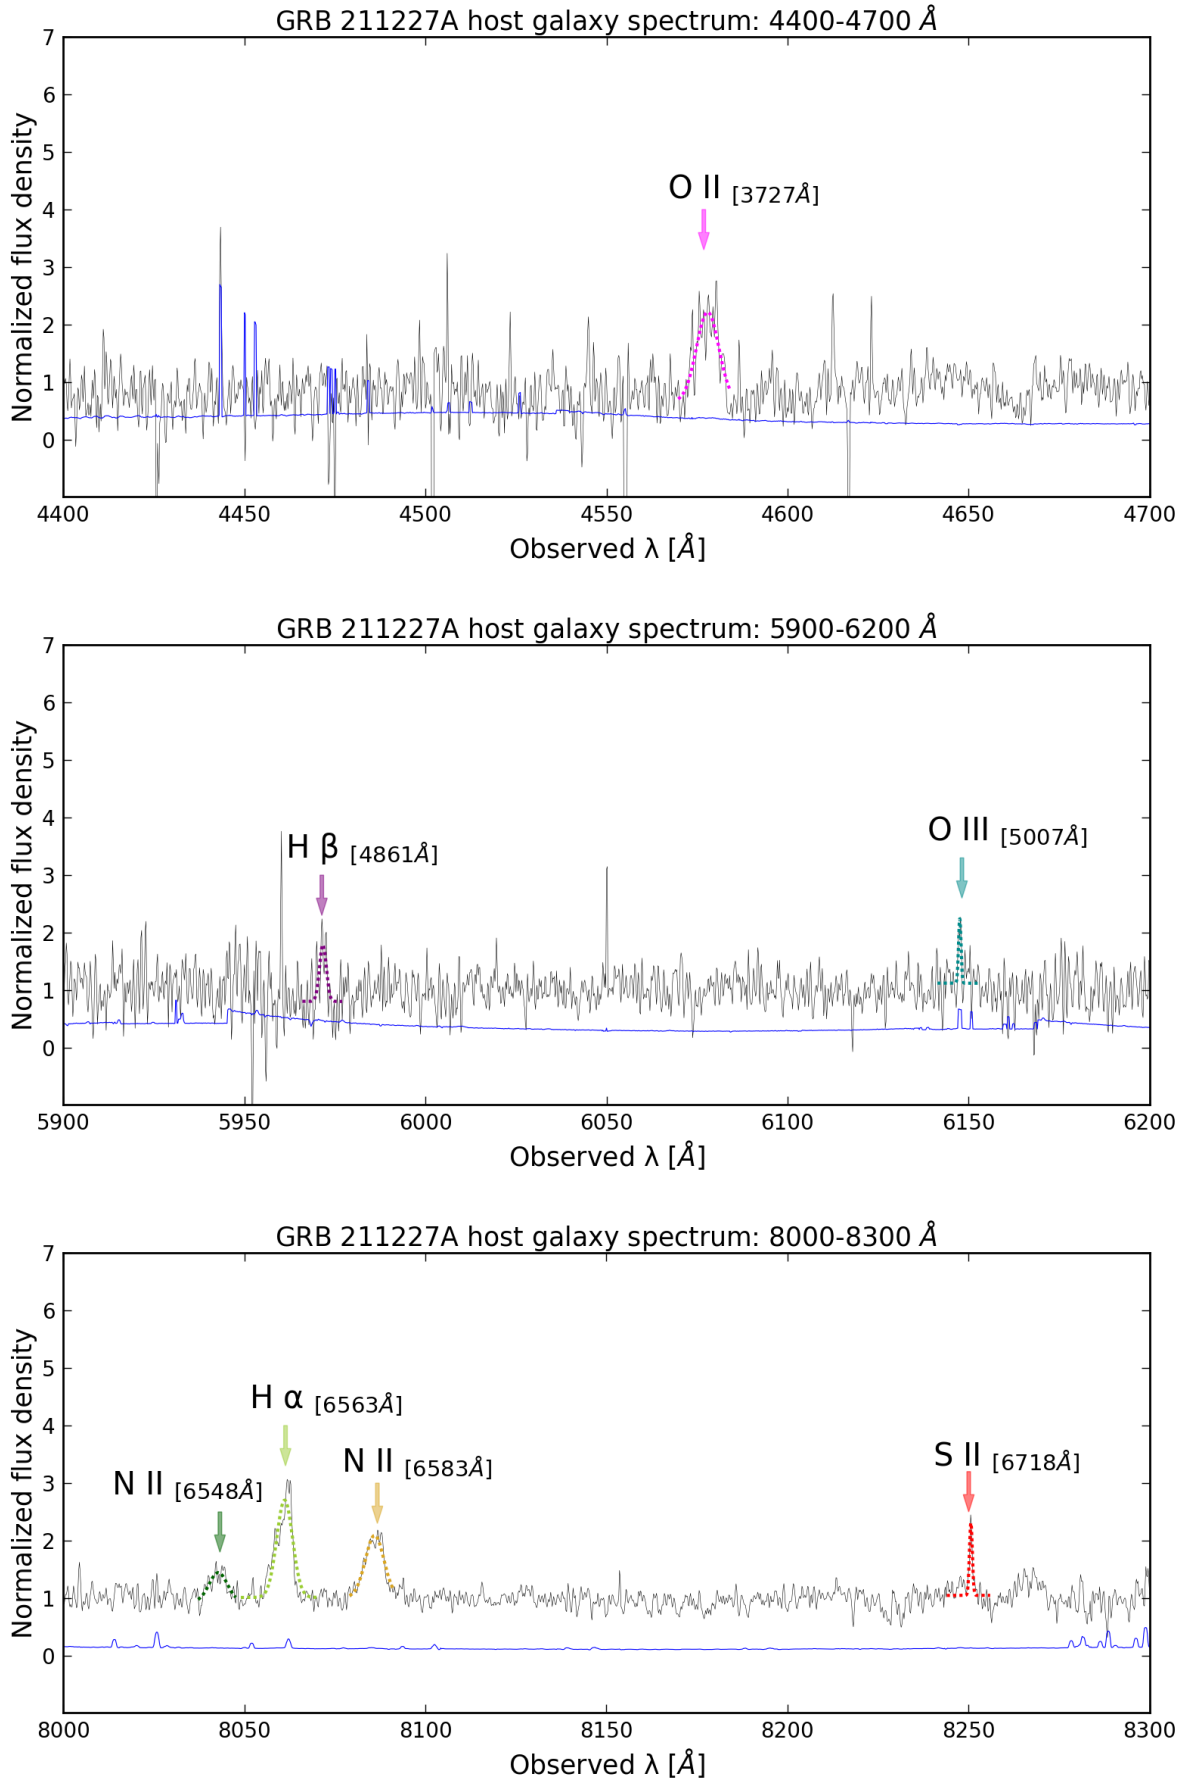 GRB 211227A host galaxy spectrum: 4400-4700 Å
7
6
5
4
3
2
1
0
Normalized flux density
O II [3727Å]
4400 4450 4500 4550 4600 4650 4700
Observed λ [Å]
GRB 211227A host galaxy spectrum: 5900-6200 Å
7
6
5
4
3
2
1
0
Normalized flux density
H β [4861Å]
O III [5007Å]
5900 5950 6000 6050 6100 6150 6200
Observed λ [Å]
GRB 211227A host galaxy spectrum: 8000-8300 Å
7
6
5
4
3
2
1
0
Normalized flux density
N II [6548Å]
H α [6563Å]
N II [6583Å]
S II [6718Å]
8000 8050 8100 8150 8200 8250 8300
Observed λ [Å]